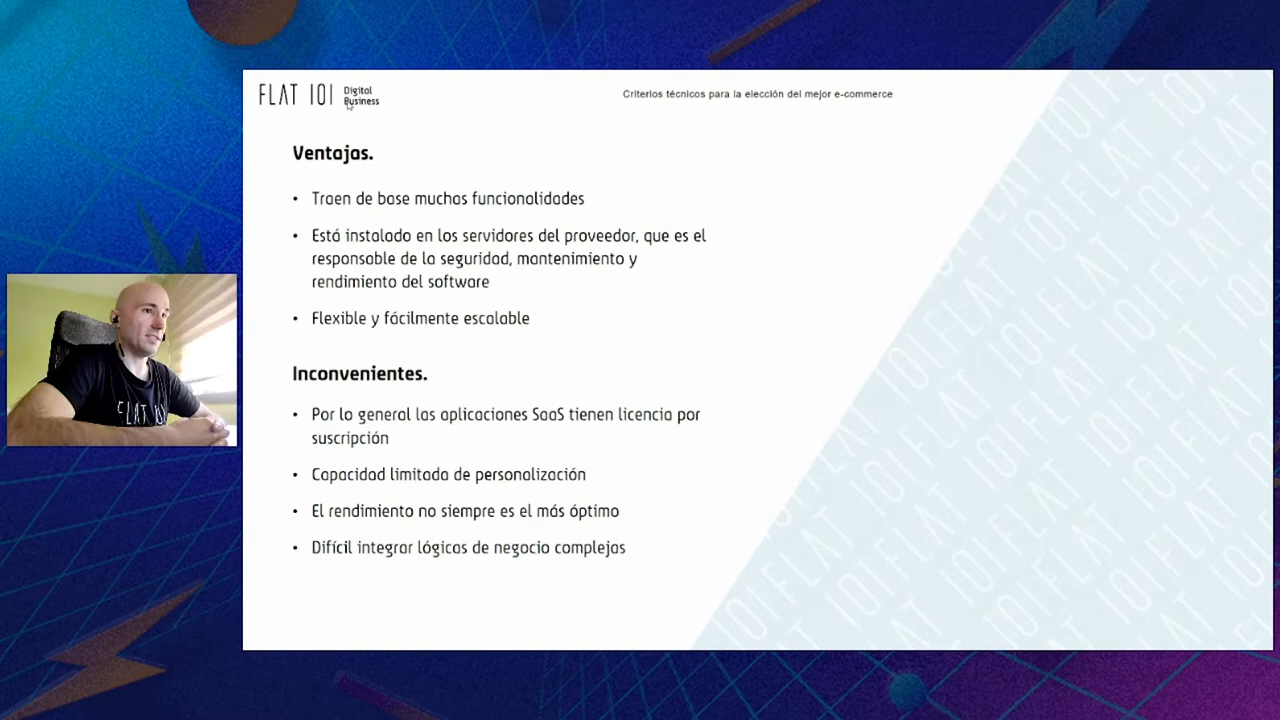 FLAT 101 Digital Business
Criterios técnicos para la elección del mejor e-commerce
Ventajas.
• Traen de base muchas funcionalidades
• Está instalado en los servidores del proveedor, que es el
responsable de la seguridad, mantenimiento y
rendimiento del software
• Flexible y fácilmente escalable
Inconvenientes.
• Por lo general las aplicaciones SaaS tienen licencia por
suscripción
• Capacidad limitada de personalización
• El rendimiento no siempre es el más óptimo
• Difícil integrar lógicas de negocio complejas
FLAT 101